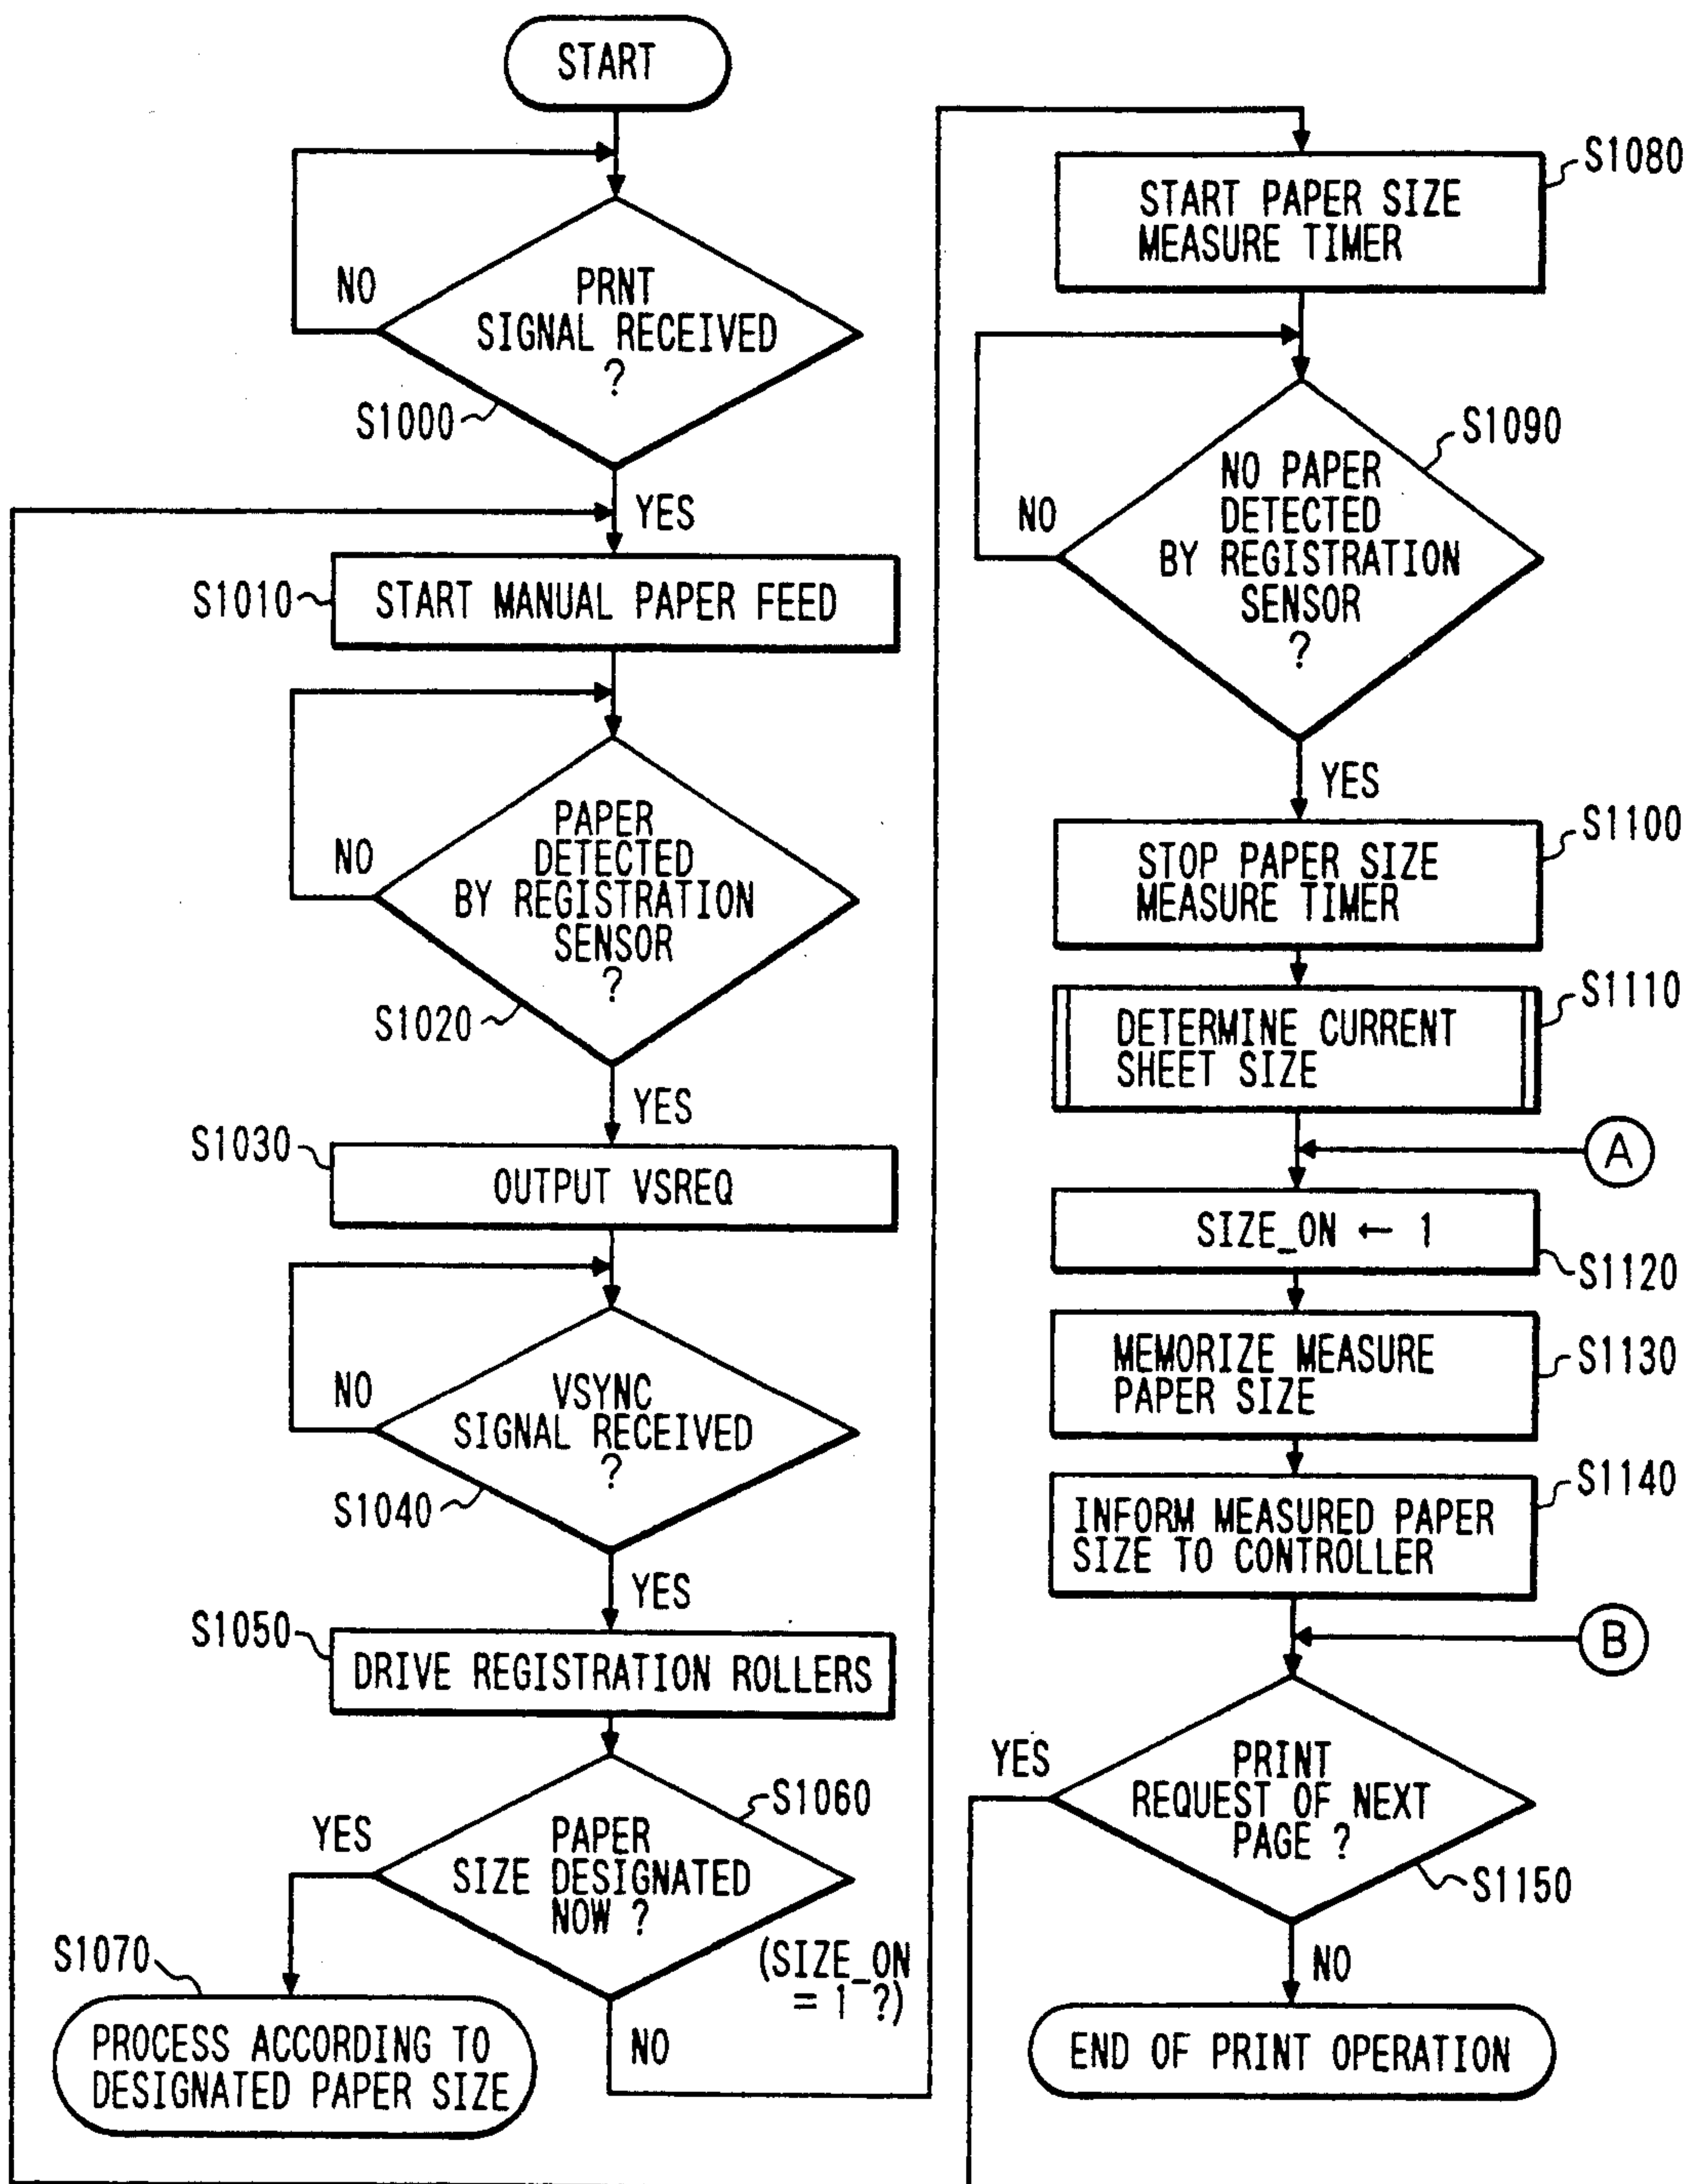 START
NO
PRNT
SIGNAL RECEIVED
?
S1000
YES
S1010
START MANUAL PAPER FEED
NO
PAPER
DETECTED
BY REGISTRATION
SENSOR
?
S1020
YES
S1030
OUTPUT VSREQ
NO
VSYNC
SIGNAL RECEIVED
?
S1040
YES
S1050
DRIVE REGISTRATION ROLLERS
S1060
YES
PAPER
SIZE DESIGNATED
NOW ?
(SIZE_ON
= 1 ?)
S1070
NO
PROCESS ACCORDING TO
DESIGNATED PAPER SIZE
S1080
START PAPER SIZE
MEASURE TIMER
S1090
NO
NO PAPER
DETECTED
BY REGISTRATION
SENSOR
?
YES
S1100
STOP PAPER SIZE
MEASURE TIMER
S1110
DETERMINE CURRENT
SHEET SIZE
A
SIZE_ON ← 1
S1120
MEMORIZE MEASURE
PAPER SIZE
S1130
S1140
INFORM MEASURED PAPER
SIZE TO CONTROLLER
B
YES
PRINT
REQUEST OF NEXT
PAGE ?
S1150
NO
END OF PRINT OPERATION